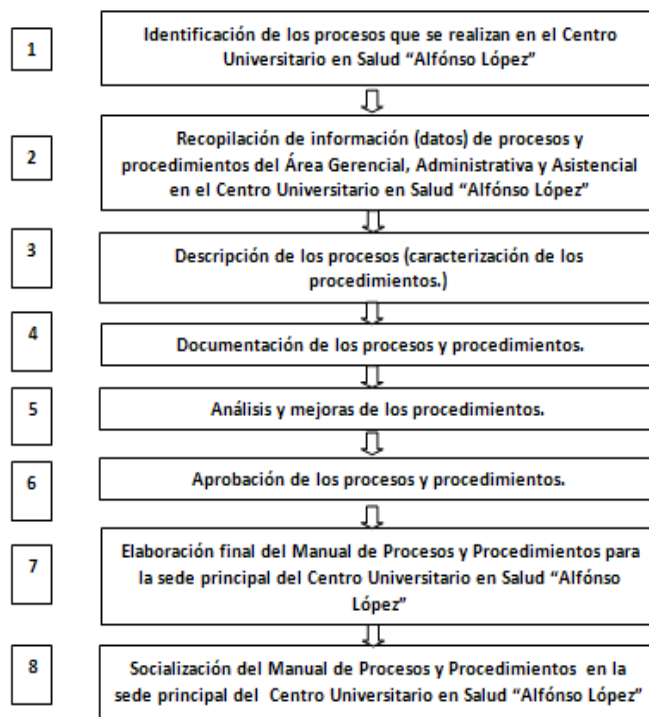 1
Identificación de los procesos que se realizan en el Centro
Universitario en Salud “Alfónso López”
2
Recopilación de información (datos) de procesos y
procedimientos del Área Gerencial, Administrativa y Asistencial
en el Centro Universitario en Salud “Alfónso López”
3
Descripción de los procesos (caracterización de los
procedimientos.)
4
Documentación de los procesos y procedimientos.
5
Análisis y mejoras de los procedimientos.
6
Aprobación de los procesos y procedimientos.
7
Elaboración final del Manual de Procesos y Procedimientos para
la sede principal del Centro Universitario en Salud “Alfónso
López”
8
Socialización del Manual de Procesos y Procedimientos en la
sede principal del Centro Universitario en Salud “Alfónso López”